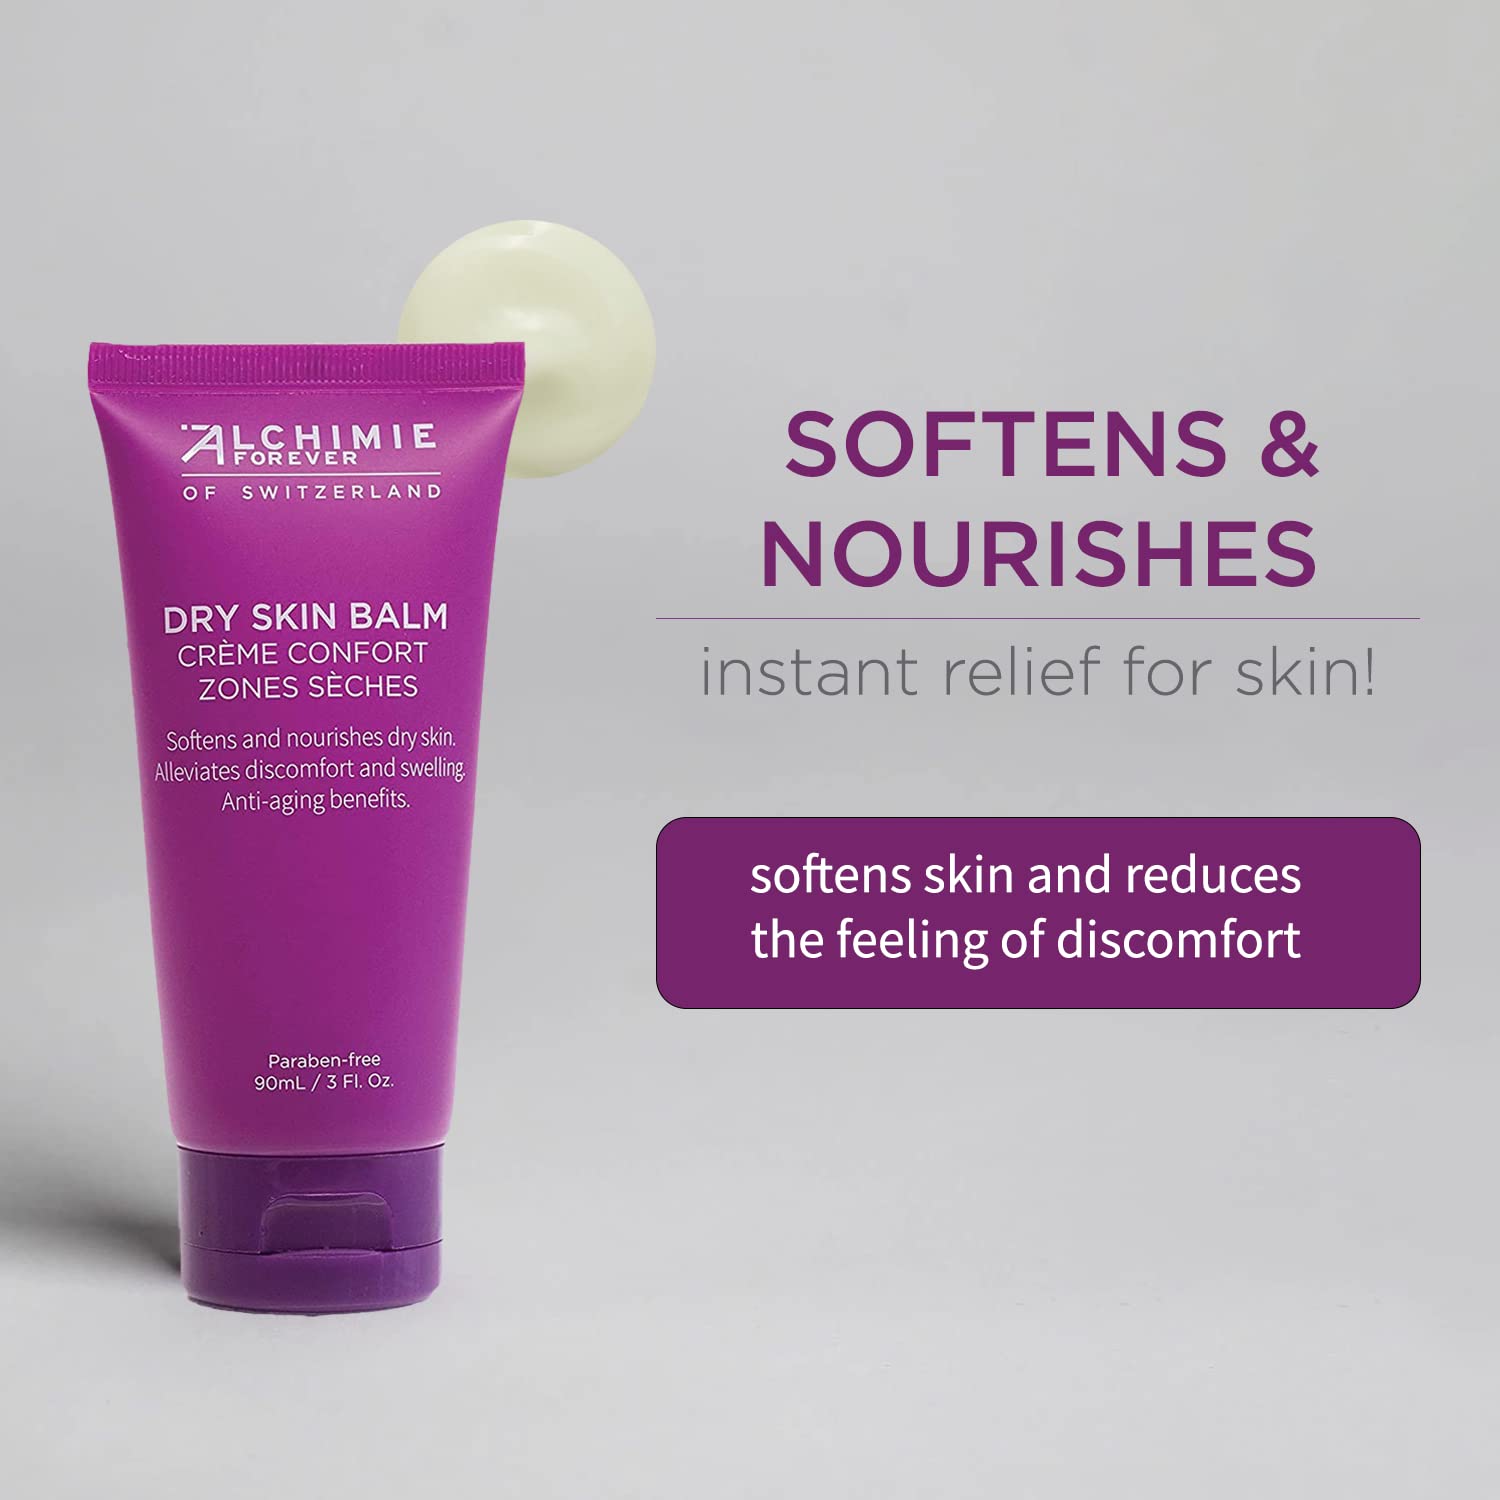 ALCHIMIE
FOREVER
OF SWITZERLAND
DRY SKIN BALM
CRÈME CONFORT
ZONES SÈCHES
Softens and nourishes dry skin.
Alleviates discomfort and swelling.
Anti-aging benefits.
Paraben-free
90mL / 3 Fl. Oz.
SOFTENS &
NOURISHES
instant relief for skin!
softens skin and reduces
the feeling of discomfort